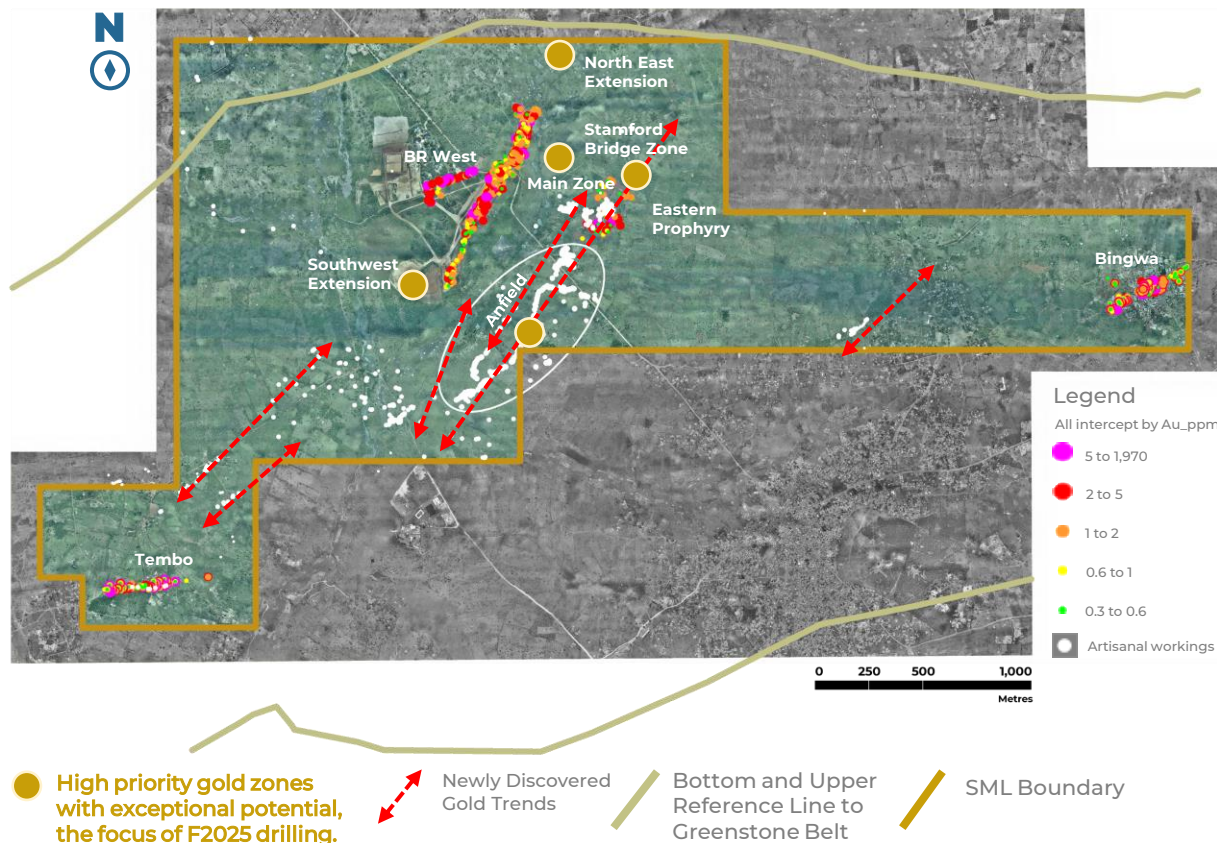 N
North East
Extension
Stamford
Bridge Zone
BR West
Main Zone
Eastern
Prophyry
Southwest
Extension
Anfield
Bingwa
Tembo
Legend
All intercept by Au_ppm
5 to 1,970
2 to 5
1 to 2
0.6 to 1
0.3 to 0.6
Artisanal workings
0 250 500 1,000
Metres
High priority gold zones
with exceptional potential,
the focus of F2025 drilling.
Newly Discovered
Gold Trends
Bottom and Upper
Reference Line to
Greenstone Belt
SML Boundary